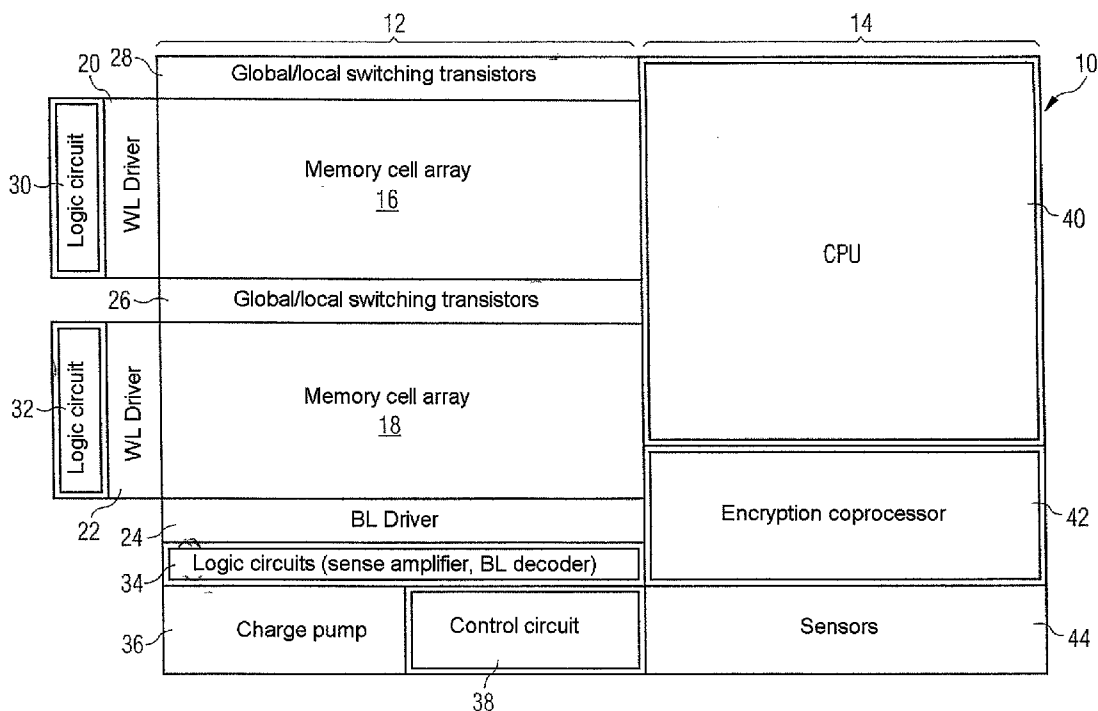 12
14
28
Global/local switching transistors
10
20
30
Logic circuit
WL Driver
Memory cell array
16
40
CPU
26
Global/local switching transistors
32
Logic circuit
WL Driver
Memory cell array
18
22
24
BL Driver
Encryption coprocessor
42
34
Logic circuits (sense amplifier, BL decoder)
36
Charge pump
Control circuit
Sensors
44
38